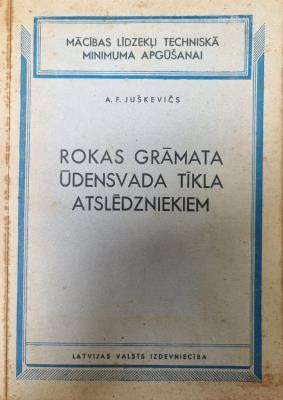 MĀCĪBAS LĪDZEKĻI TECHNISKĀ
MINIMUMA APGŪŠANAI
A. F. JUŠKEVIČS
ROKAS GRĀMATA
ŪDENSVADA TĪKLA
ATSLĒDZNIEKIEM
LATVIJAS VALSTS IZDEVNIECĪBA